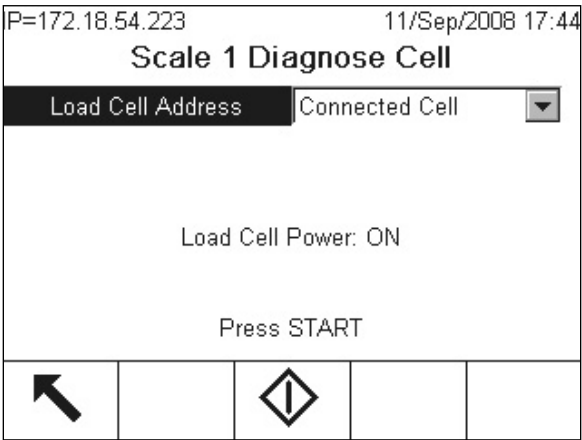 IP=172.18.54.223 11/Sep/2008 17:44
Scale 1 Diagnose Cell
Load Cell Address Connected Cell
Load Cell Power: ON
Press START